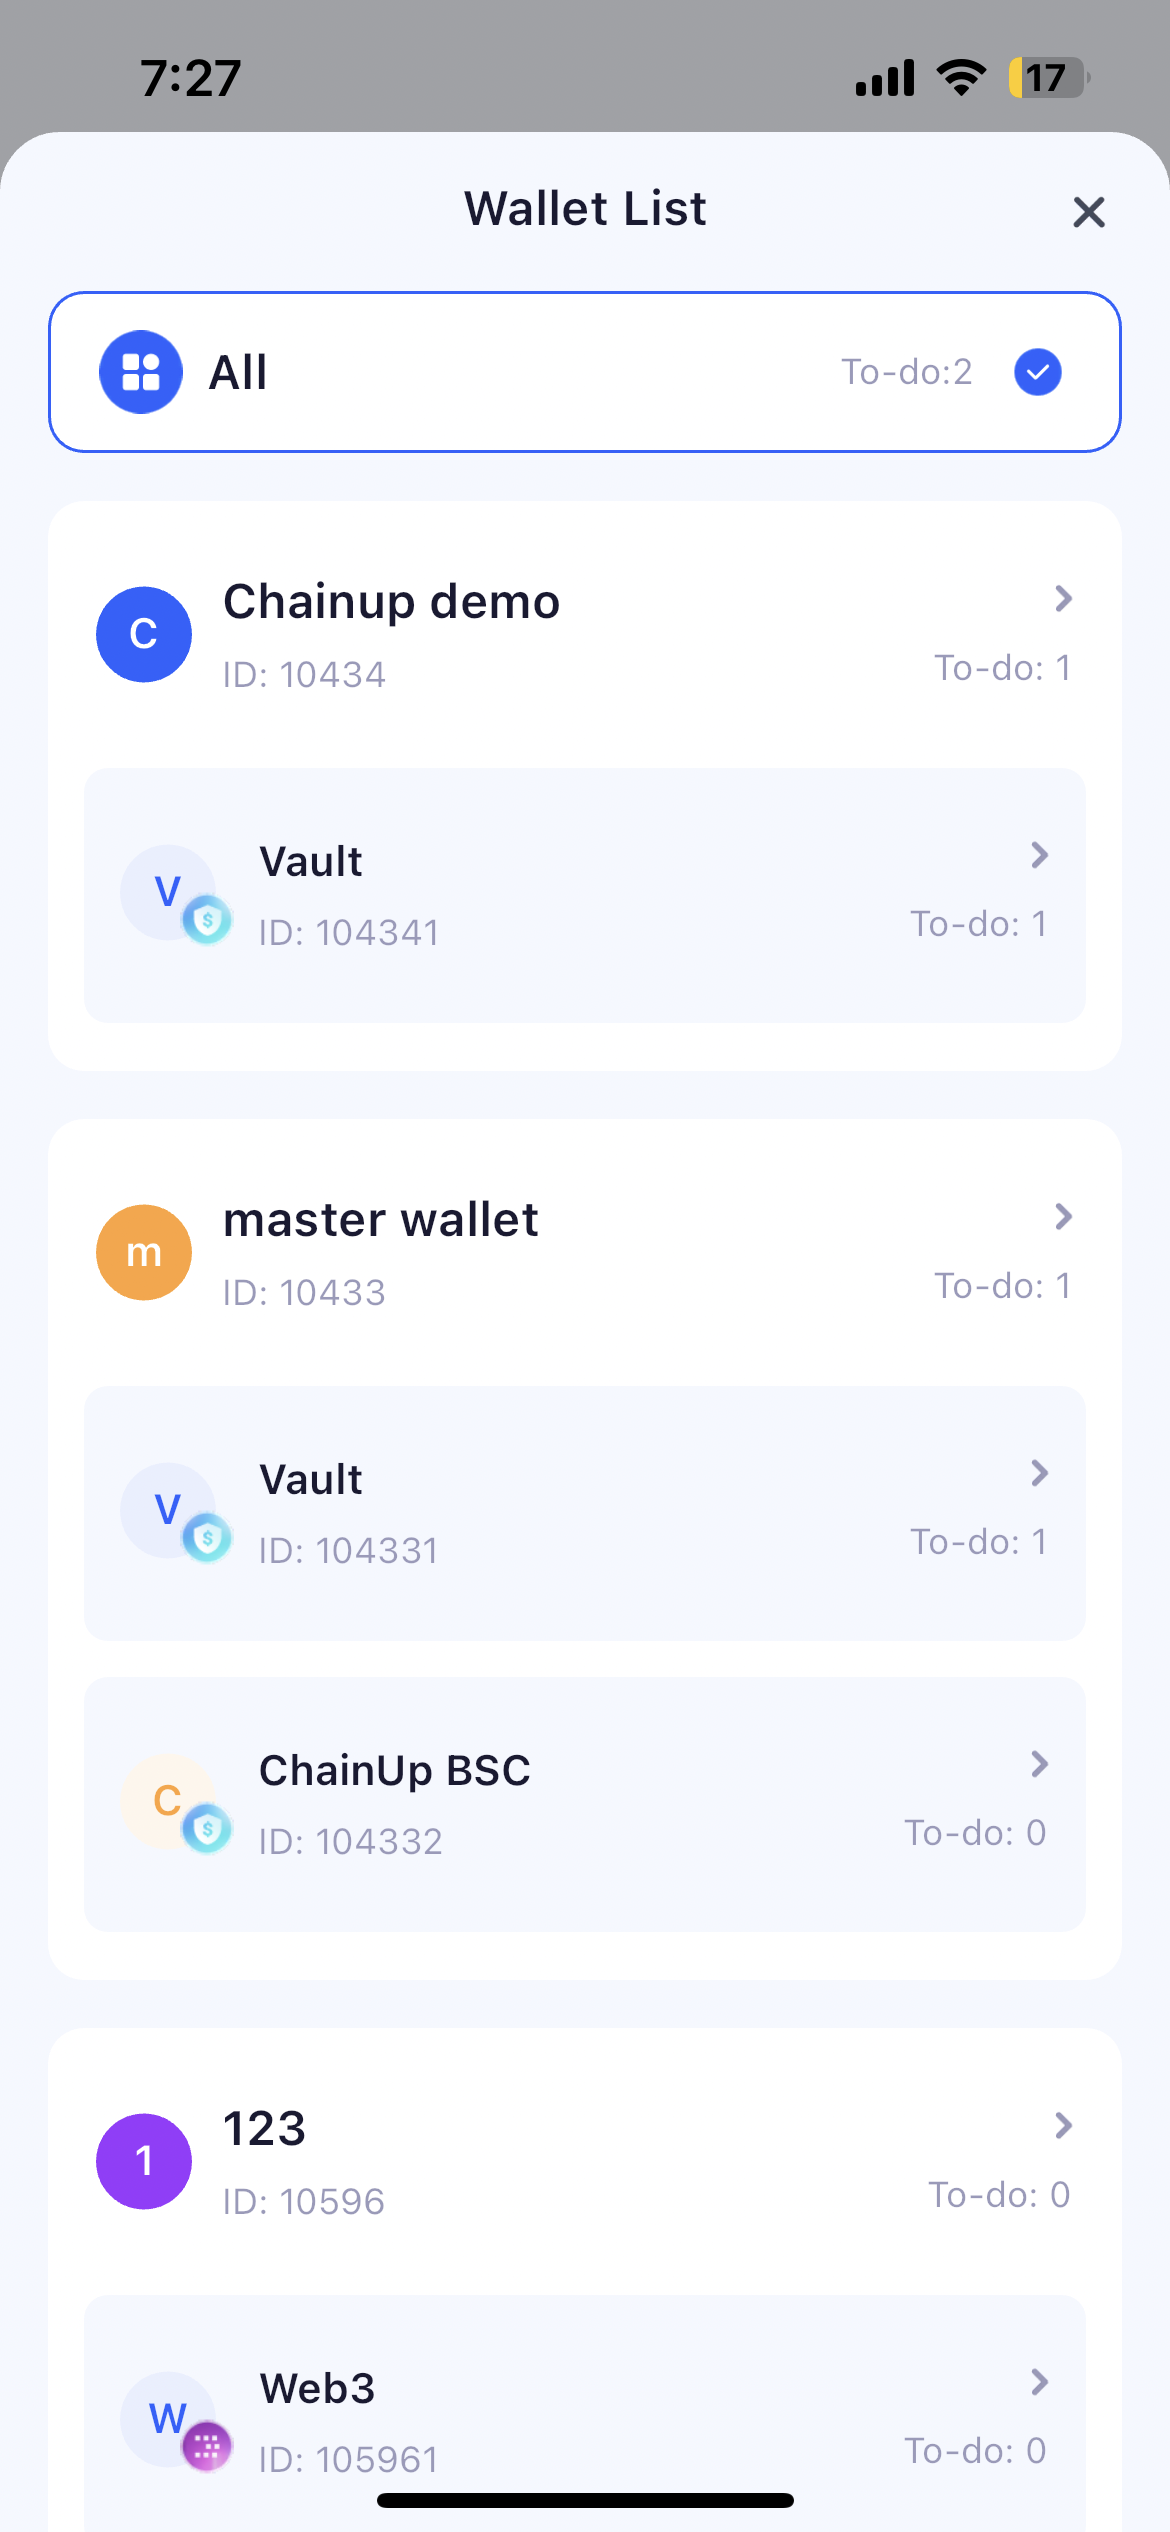 7:27
17
Wallet List
All
To-do:2
C
Chainup demo
ID: 10434
To-do: 1
V
$
Vault
ID: 104341
To-do: 1
m
master wallet
ID: 10433
To-do: 1
V
$
Vault
ID: 104331
To-do: 1
C
$
ChainUp BSC
ID: 104332
To-do: 0
1
123
ID: 10596
To-do: 0
W
Web3
ID: 105961
To-do: 0